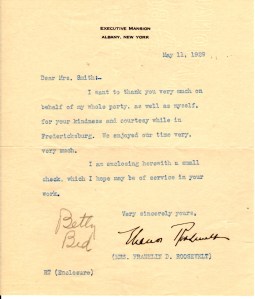 EXECUTIVE MANSION
ALBANY, NEW YORK
May 11, 1929
Dear Mrs. Smith:-
I want to thank you very much on
behalf of my whole party, as well as myself,
for your kindness and courtesy while in
Fredericksburg. We enjoyed our time very,
very much.
I am enclosing herewith a small
check, which I hope may be of service in your
work.
Very sincerely yours,
Betty
Bed
Eleanor Roosevelt
(MRS. FRANKLIN D. ROOSEVELT)
(Enclosure)